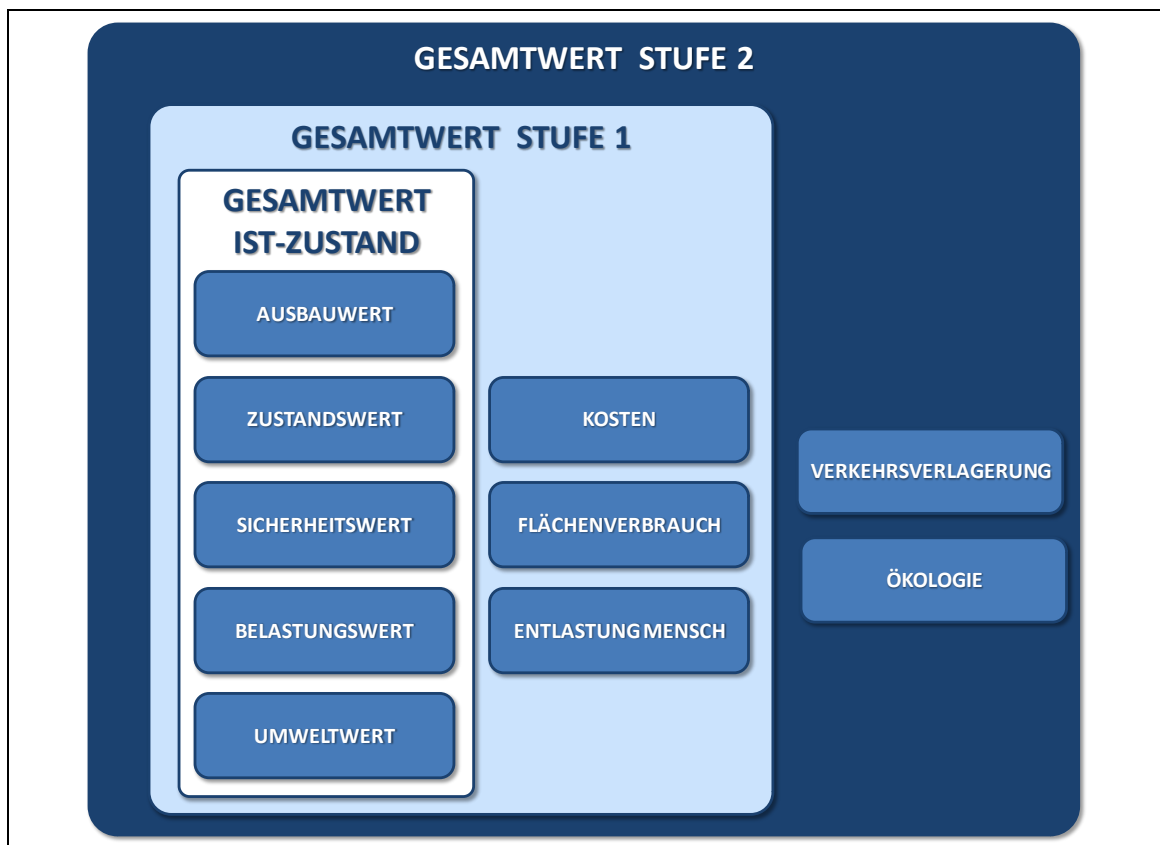 GESAMTWERT STUFE 2
GESAMTWERT STUFE 1
GESAMTWERT
IST-ZUSTAND
AUSBAUWERT
ZUSTANDSWERT
SICHERHEITSWERT
BELASTUNGSWERT
UMWELTWERT
KOSTEN
FLÄCHENVERBRAUCH
ENTLASTUNG MENSCH
VERKEHRSVERLAGERUNG
ÖKOLOGIE